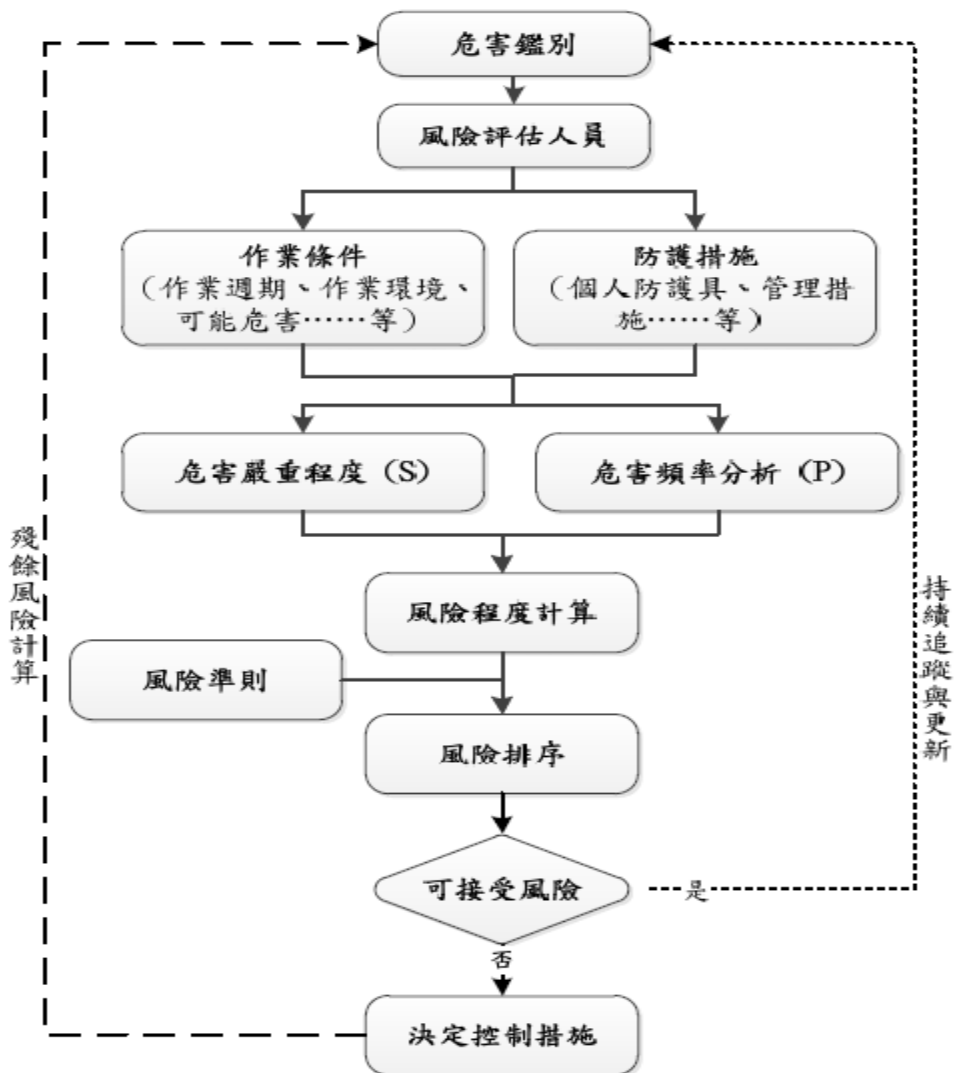 危害鑑別
風險評估人員
作業條件
（作業週期、作業環境、
可能危害……等）
防護措施
（個人防護具、管理措
施……等）
危害嚴重程度（S）
危害頻率分析（P）
風險程度計算
風險準則
風險排序
可接受風險
是
否
決定控制措施
殘餘風險計算
持續追蹤與更新